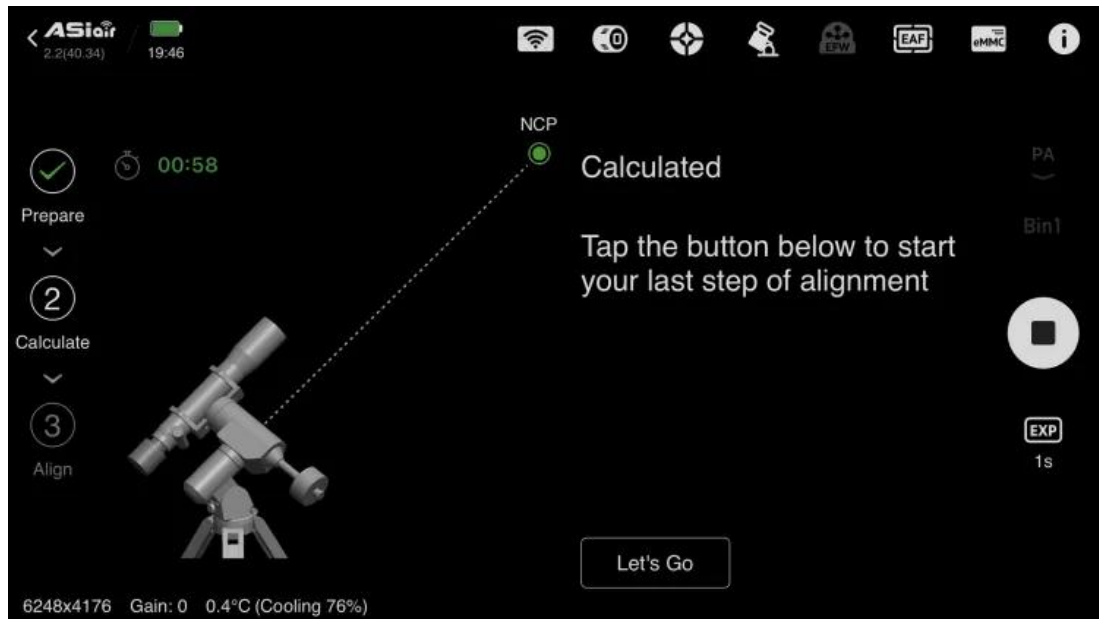 ASiair
2.2(40.34)
19:46
EFW
EAF
eMMC
i
NCP
00:58
Calculated
PA
Prepare
Bin1
Tap the button below to start
your last step of alignment
2
Calculate
3
Align
EXP
1s
Let's Go
6248x4176 Gain: 0 0.4°C (Cooling 76%)